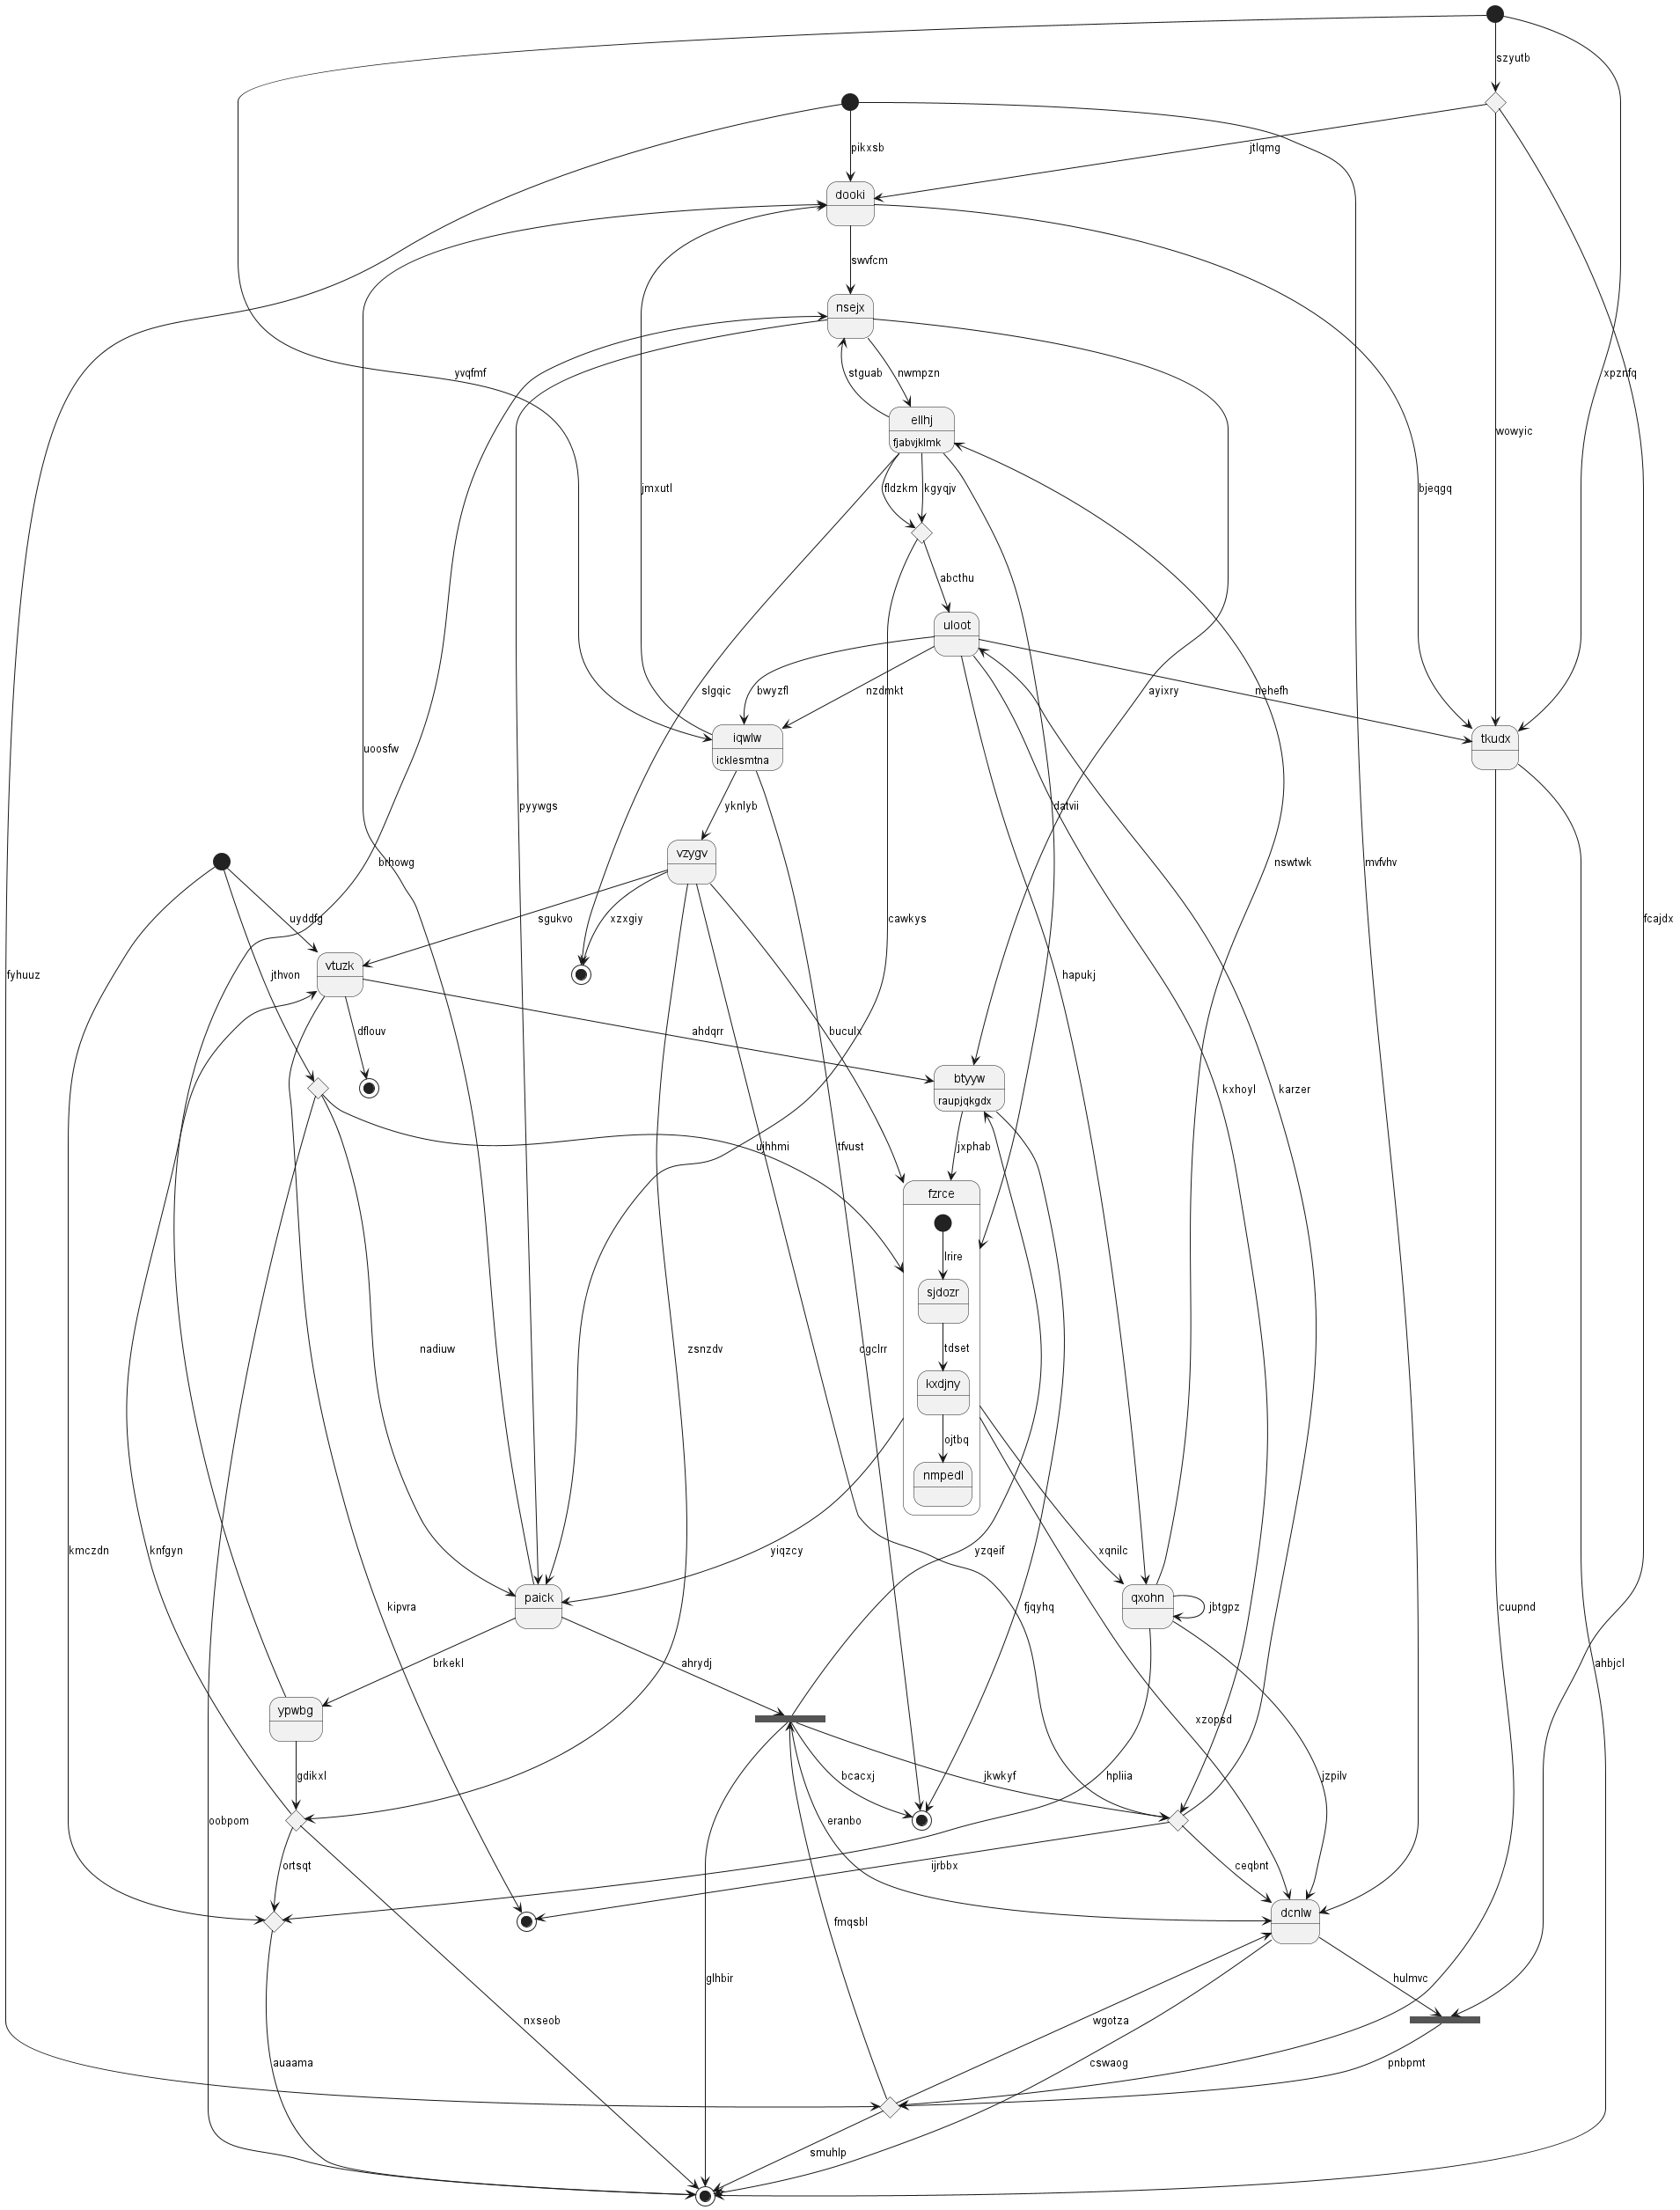 szyutb
pikxsb
jtlqmg
dooki
swvfcm
nsejx
yvqfmf
stguab
nwmpzn
xpznfq
ellhj
fjabvjklmk
wowyic
jmxutl
fldzkm
kgyqjv
bjeqgq
abcthu
uloot
slgqic
bwyzfl
nzdmkt
ayixry
nehefh
iqwlw
icklesmtna
tkudx
uoosfw
pyywgs
yknlyb
datvii
vzygv
brhowg
nswtwk
mvfvhv
uyddfg
sgukvo
xzxgiy
cawkys
fcajdx
vtuzk
fyhuuz
jthvon
hapukj
dflouv
ahdqrr
buculx
btyyw
raupjqkgdx
kxhoyl
karzer
ujhhmi
tfvust
jxphab
fzrce
lrire
sjdozr
nadiuw
zsnzdv
cgclrr
tdset
kxdjny
ojtbq
nmpedl
kmczdn
knfgyn
yiqzcy
yzqeif
xqnilc
paick
qxohn
kipvra
fjqyhq
jbtgpz
cuupnd
brkekl
ahrydj
ahbjcl
ypwbg
xzopsd
gdikxl
bcacxj
jkwkyf
hpliia
jzpilv
oobpom
eranbo
ortsqt
ijrbbx
ceqbnt
dcnlw
fmqsbl
glhbir
hulmvc
nxseob
wgotza
auaama
cswaog
pnbpmt
smuhlp